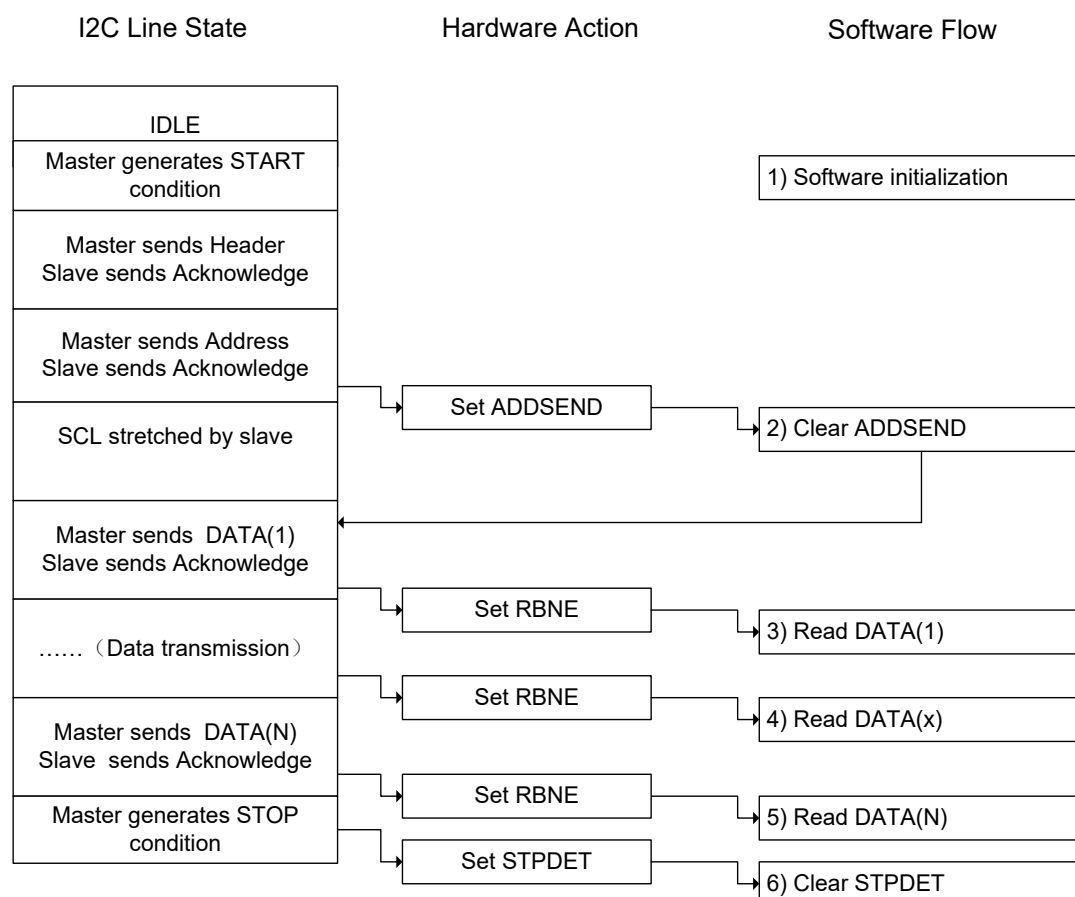 I2C Line State
Hardware Action
Software Flow
IDLE
Master generates START
condition
1) Software initialization
Master sends Header
Slave sends Acknowledge
Master sends Address
Slave sends Acknowledge
Set ADDSEND
2) Clear ADDSEND
SCL stretched by slave
Master sends DATA(1)
Slave sends Acknowledge
Set RBNE
3) Read DATA(1)
……（Data transmission）
Set RBNE
4) Read DATA(x)
Master sends DATA(N)
Slave sends Acknowledge
Set RBNE
5) Read DATA(N)
Master generates STOP
condition
Set STPDET
6) Clear STPDET